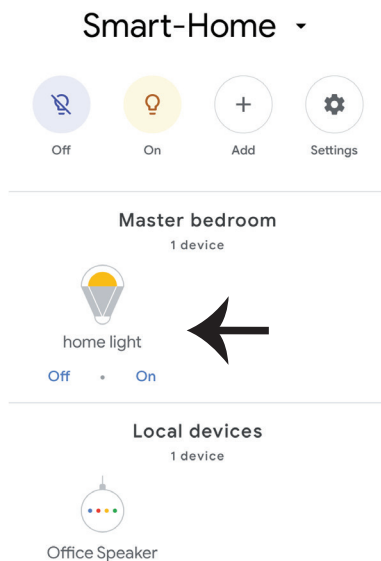 Smart-Home
Off On Add Settings
Master bedroom
1 device
home light
Off • On
Local devices
1 device
Office Speaker